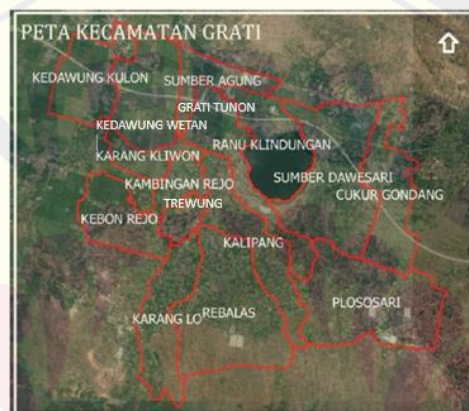 PETA KECAMATAN GRATI
KEDAWUNG KULON
SUMBER AGUNG
GRATI TUNON
KEDAWUNG WETAN
RANU KLINDUNGAN
KARANG KLIWON
KAMBINGAN REJO
SUMBER DAWESARI
CUKUR GONDANG
TREWUNG
KEBON REJO
KALIPANG
PLOSOSARI
KARANG LO
REBALAS